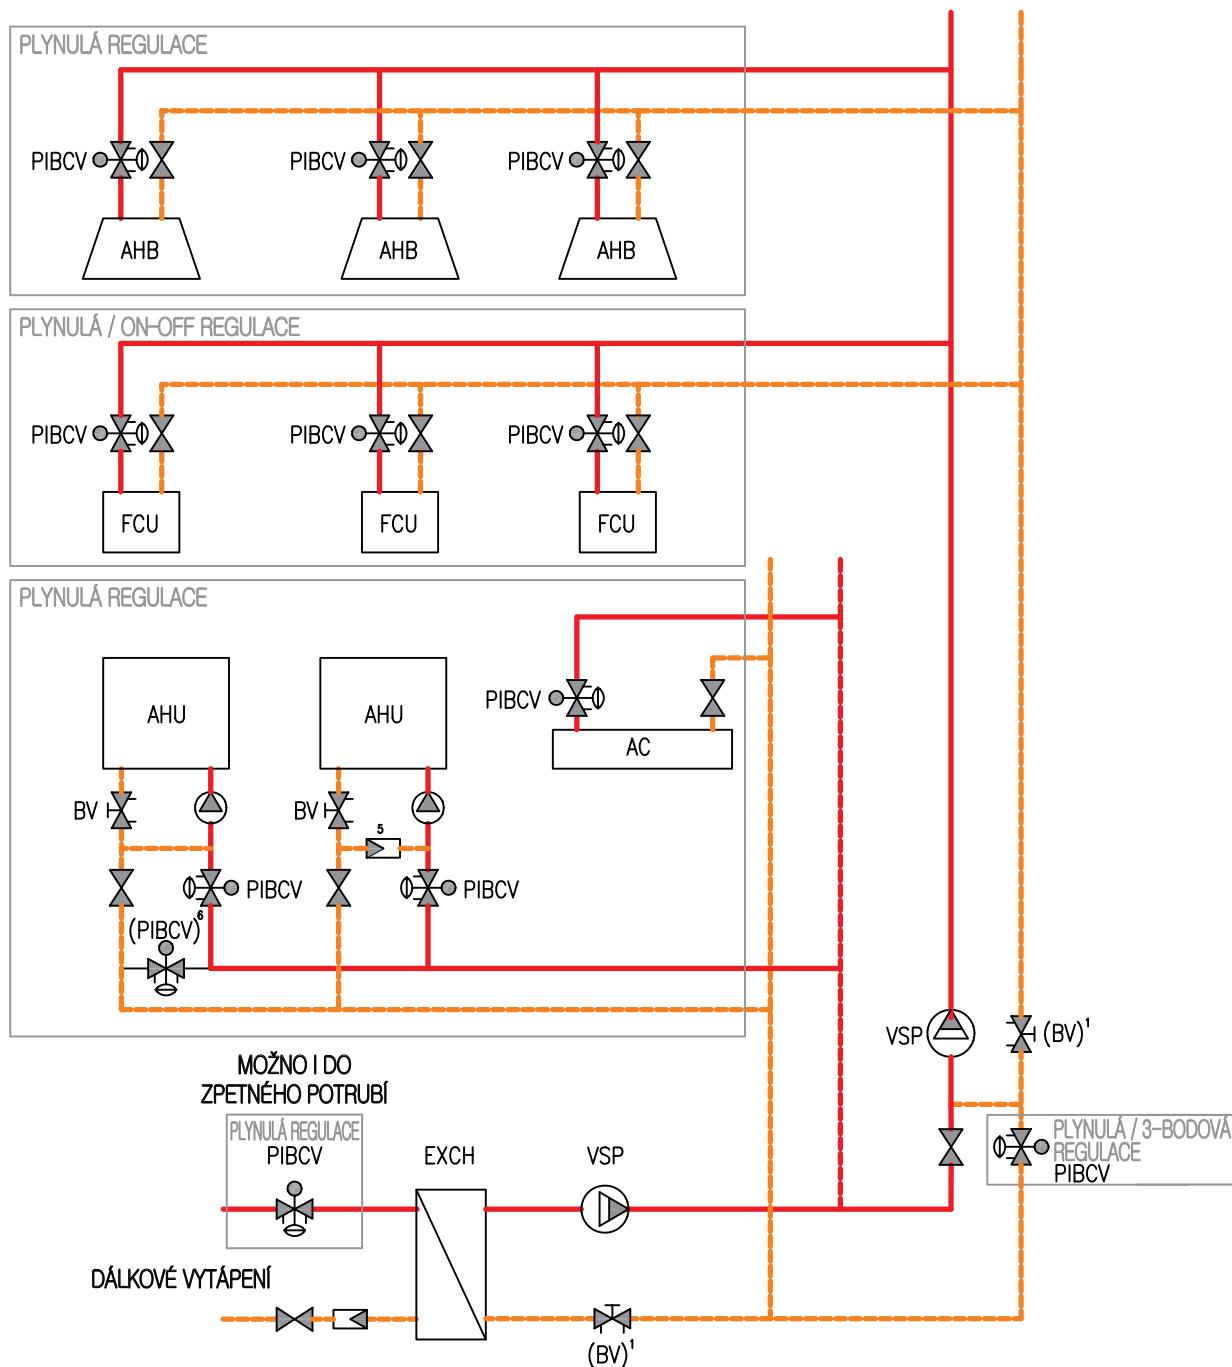 PLYNULÁ REGULACE
PIBCV
PIBCV
PIBCV
AHB
AHB
AHB
PLYNULÁ / ON-OFF REGULACE
PIBCV
PIBCV
PIBCV
FCU
FCU
FCU
PLYNULÁ REGULACE
AHU
AHU
PIBCV
AC
BV
BV
5
PIBCV
PIBCV
(PIBCV)6
VSP
(BV)1
MOŽNO I DO
ZPETNÉHO POTRUBÍ
PLYNULÁ REGULACE
PIBCV
EXCH
VSP
PLYNULÁ / 3-BODOVÁ
REGULACE
PIBCV
DÁLKOVÉ VYTÁPENÍ
(BV)1